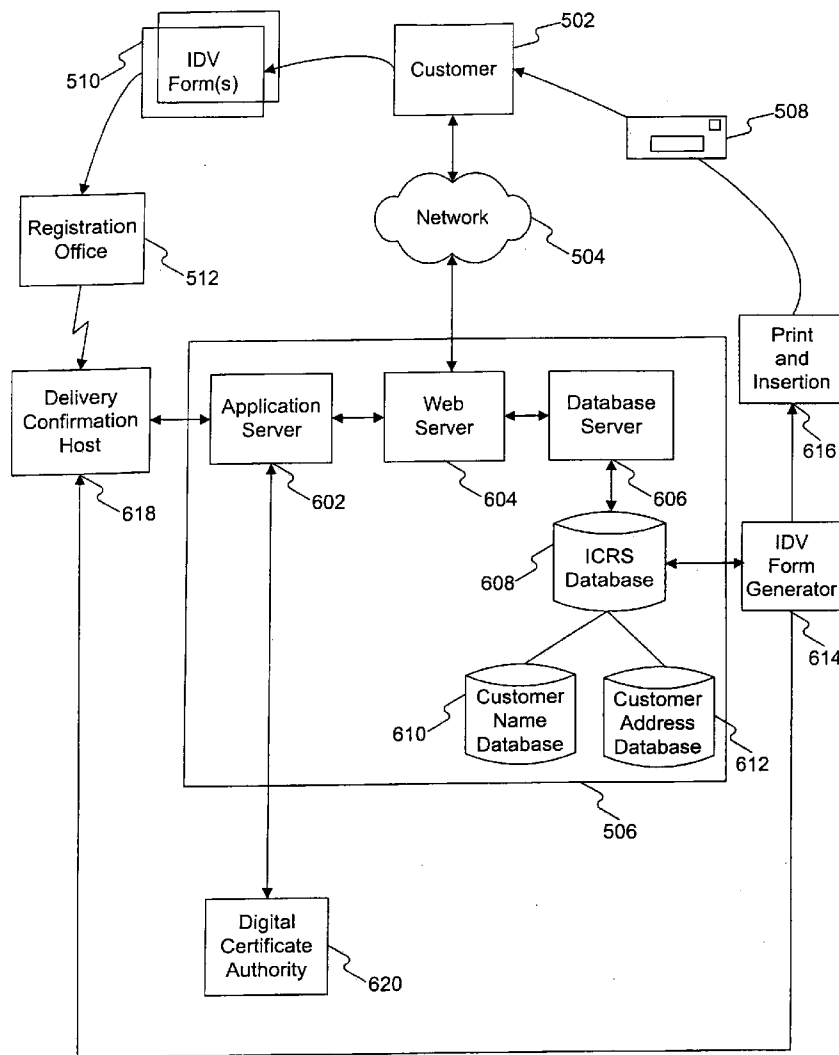 502
510
IDV
Form(s)
Customer
508
Network
504
Registration
Office
512
Print
and
Insertion
616
Delivery
Confirmation
Host
618
Application
Server
602
Web
Server
604
Database
Server
606
608
ICRS
Database
IDV
Form
Generator
614
610
Customer
Name
Database
Customer
Address
Database
612
506
Digital
Certificate
Authority
620